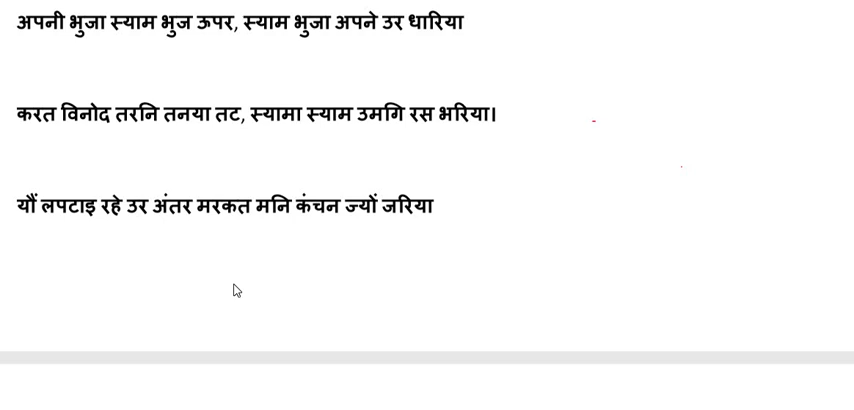 अपनी भुजा स्याम भुज ऊपर, स्याम भुजा अपने उर धारिया
करत विनोद तरनि तनया तट, स्यामा स्याम उमगि रस भरिया।
यौं लपटाइ रहे उर अंतर मरकत मनि कंचन ज्यों जरिया